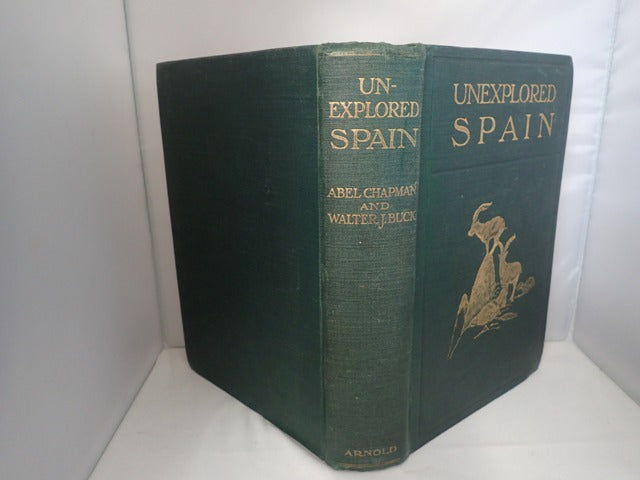 UN-
EXPLORED
SPAIN
ABEL CHAPMAN
AND
WALTER J. BUCK
ARNOLD
UNEXPLORED
SPAIN